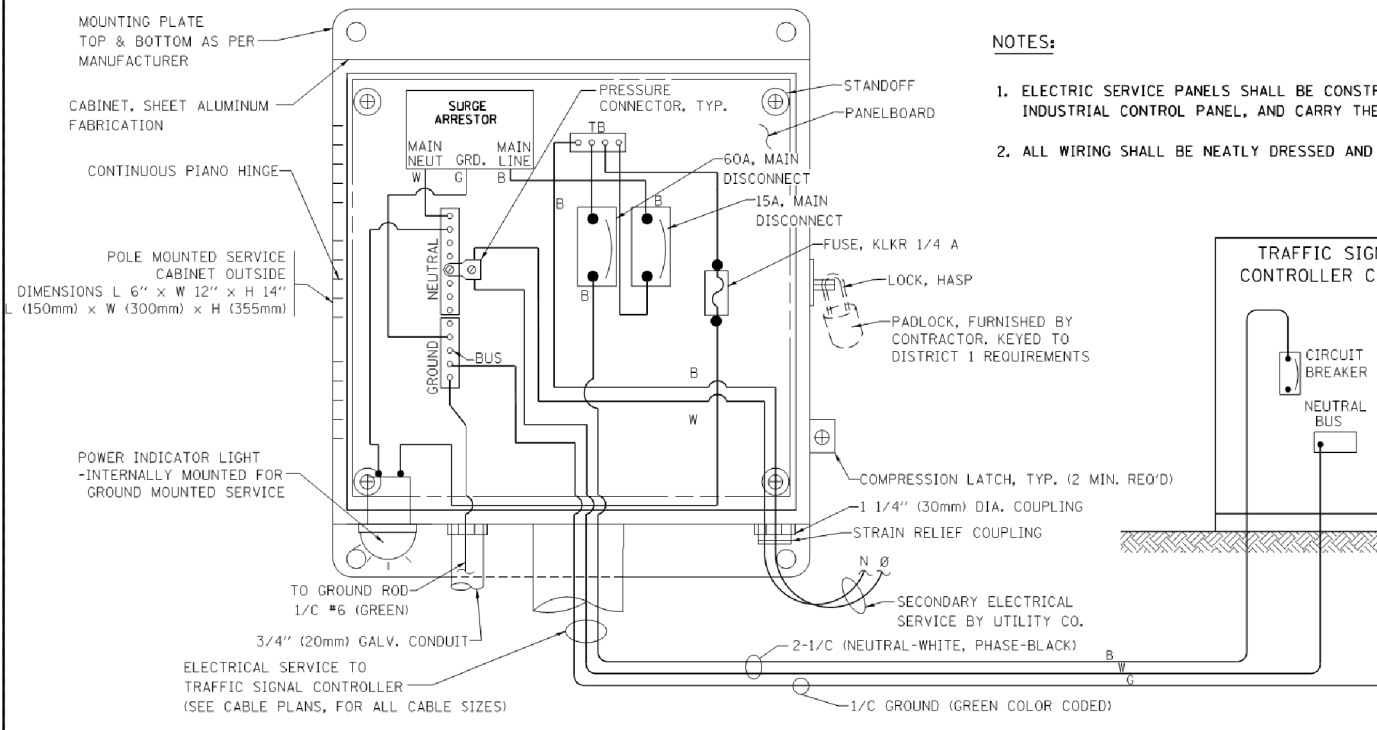 MOUNTING PLATE
TOP & BOTTOM AS PER
MANUFACTURER
CABINET, SHEET ALUMINUM
FABRICATION
CONTINUOUS PIANO HINGE
POLE MOUNTED SERVICE
CABINET OUTSIDE
DIMENSIONS L 6" x W 12" x H 14"
L (150mm) x W (300mm) x H (355mm)
POWER INDICATOR LIGHT
-INTERNALLY MOUNTED FOR
GROUND MOUNTED SERVICE
TO GROUND ROD
1/C #6 (GREEN)
3/4" (20mm) GALV. CONDUIT
ELECTRICAL SERVICE TO
TRAFFIC SIGNAL CONTROLLER
(SEE CABLE PLANS, FOR ALL CABLE SIZES)
SURGE
ARRESTOR
MAIN
NEUT
GRD.
MAIN
LINE
W
G
B
PRESSURE
CONNECTOR, TYP.
TB
NEUTRAL
GROUND
BUS
B
B
B
B
W
STANDOFF
PANELBOARD
60A, MAIN
DISCONNECT
15A, MAIN
DISCONNECT
FUSE, KLKR 1/4 A
LOCK, HASP
PADLOCK, FURNISHED BY
CONTRACTOR. KEYED TO
DISTRICT 1 REQUIREMENTS
COMPRESSION LATCH, TYP. (2 MIN. REQ'D)
1 1/4" (30mm) DIA. COUPLING
STRAIN RELIEF COUPLING
N Ø
SECONDARY ELECTRICAL
SERVICE BY UTILITY CO.
2-1/C (NEUTRAL-WHITE, PHASE-BLACK)
B
W
G
1/C GROUND (GREEN COLOR CODED)
NOTES:
1. ELECTRIC SERVICE PANELS SHALL BE CONSTR
INDUSTRIAL CONTROL PANEL, AND CARRY THE
2. ALL WIRING SHALL BE NEATLY DRESSED AND
TRAFFIC SIG
CONTROLLER C
CIRCUIT
BREAKER
NEUTRAL
BUS